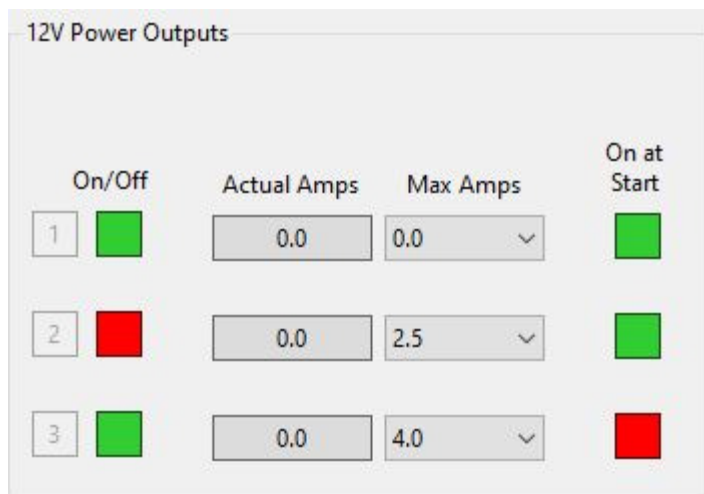 12V Power Outputs
On/Off Actual Amps Max Amps On at
Start
1 0.0 0.0
2 0.0 2.5
3 0.0 4.0